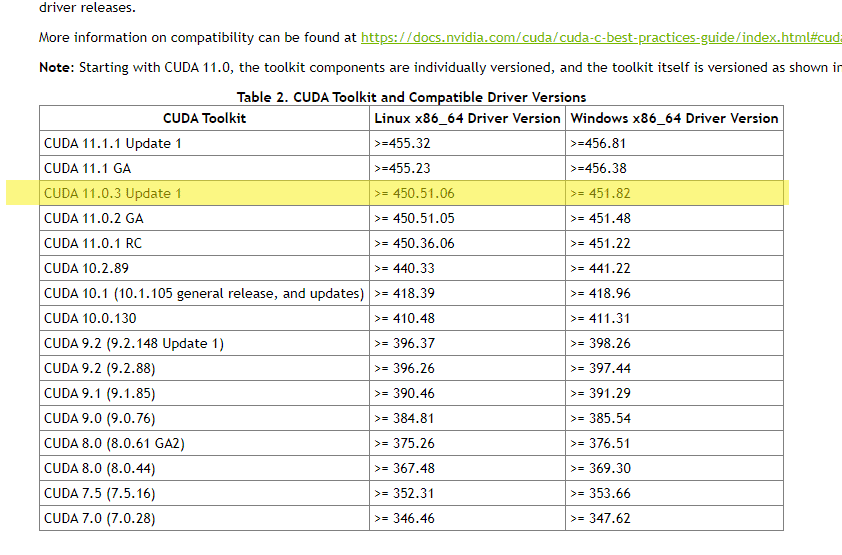 driver releases.
More information on compatibility can be found at https://docs.nvidia.com/cuda/cuda-c-best-practices-guide/index.html#cuda
Note: Starting with CUDA 11.0, the toolkit components are individually versioned, and the toolkit itself is versioned as shown in
Table 2. CUDA Toolkit and Compatible Driver Versions
CUDA Toolkit Linux x86_64 Driver Version Windows x86_64 Driver Version
CUDA 11.1.1 Update 1 >=455.32 >=456.81
CUDA 11.1 GA >=455.23 >=456.38
CUDA 11.0.3 Update 1 >= 450.51.06 >= 451.82
CUDA 11.0.2 GA >= 450.51.05 >= 451.48
CUDA 11.0.1 RC >= 450.36.06 >= 451.22
CUDA 10.2.89 >= 440.33 >= 441.22
CUDA 10.1 (10.1.105 general release, and updates) >= 418.39 >= 418.96
CUDA 10.0.130 >= 410.48 >= 411.31
CUDA 9.2 (9.2.148 Update 1) >= 396.37 >= 398.26
CUDA 9.2 (9.2.88) >= 396.26 >= 397.44
CUDA 9.1 (9.1.85) >= 390.46 >= 391.29
CUDA 9.0 (9.0.76) >= 384.81 >= 385.54
CUDA 8.0 (8.0.61 GA2) >= 375.26 >= 376.51
CUDA 8.0 (8.0.44) >= 367.48 >= 369.30
CUDA 7.5 (7.5.16) >= 352.31 >= 353.66
CUDA 7.0 (7.0.28) >= 346.46 >= 347.62